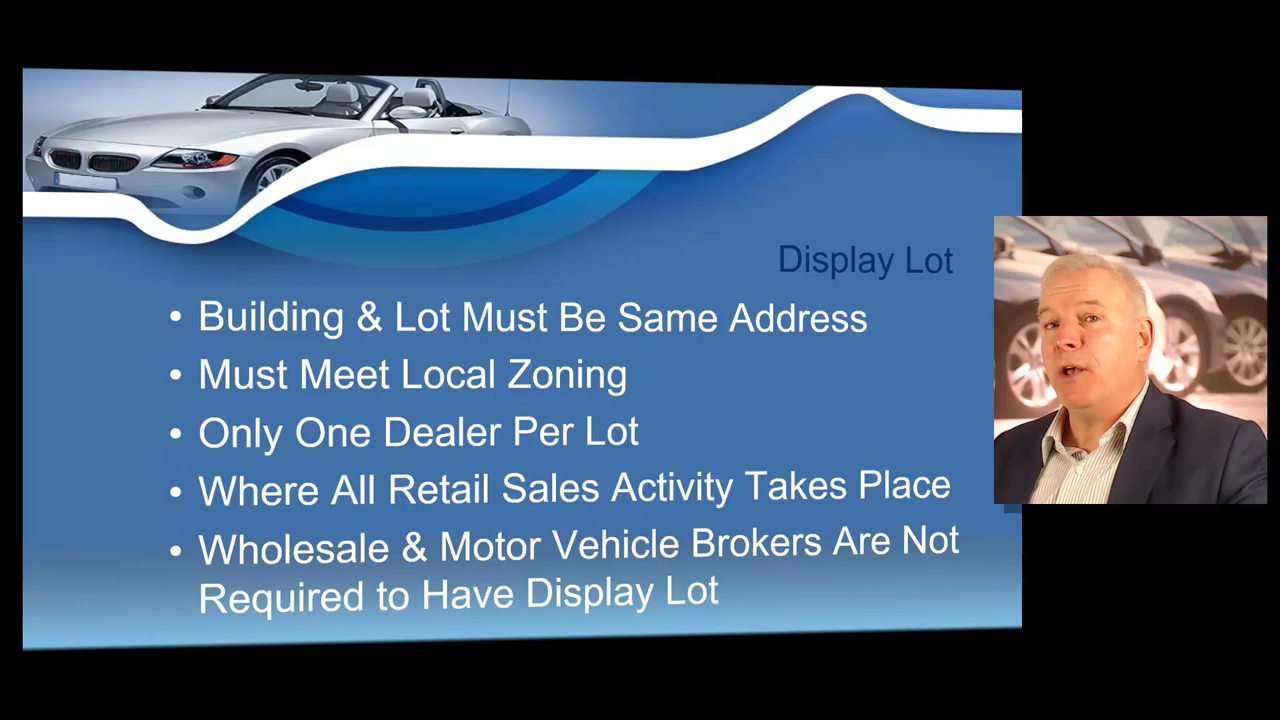 Display Lot
• Building & Lot Must Be Same Address
• Must Meet Local Zoning
• Only One Dealer Per Lot
• Where All Retail Sales Activity Takes Place
• Wholesale & Motor Vehicle Brokers Are Not
Required to Have Display Lot